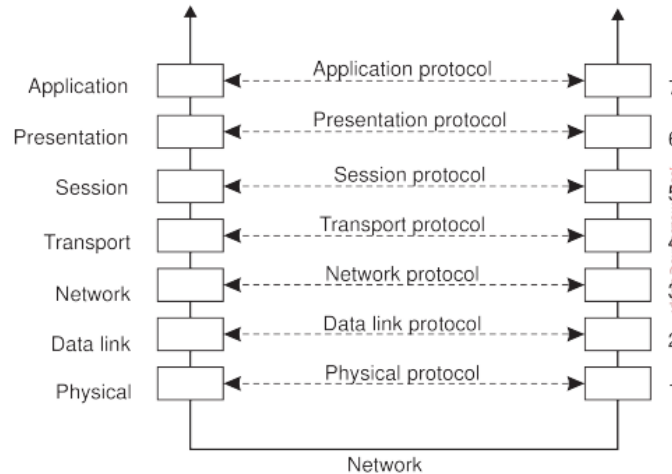 Application protocol
Application
7
Presentation protocol
Presentation
6
Session protocol
Session
5
Transport protocol
Transport
4
Network protocol
Network
3
Data link protocol
Data link
2
Physical protocol
Physical
Network